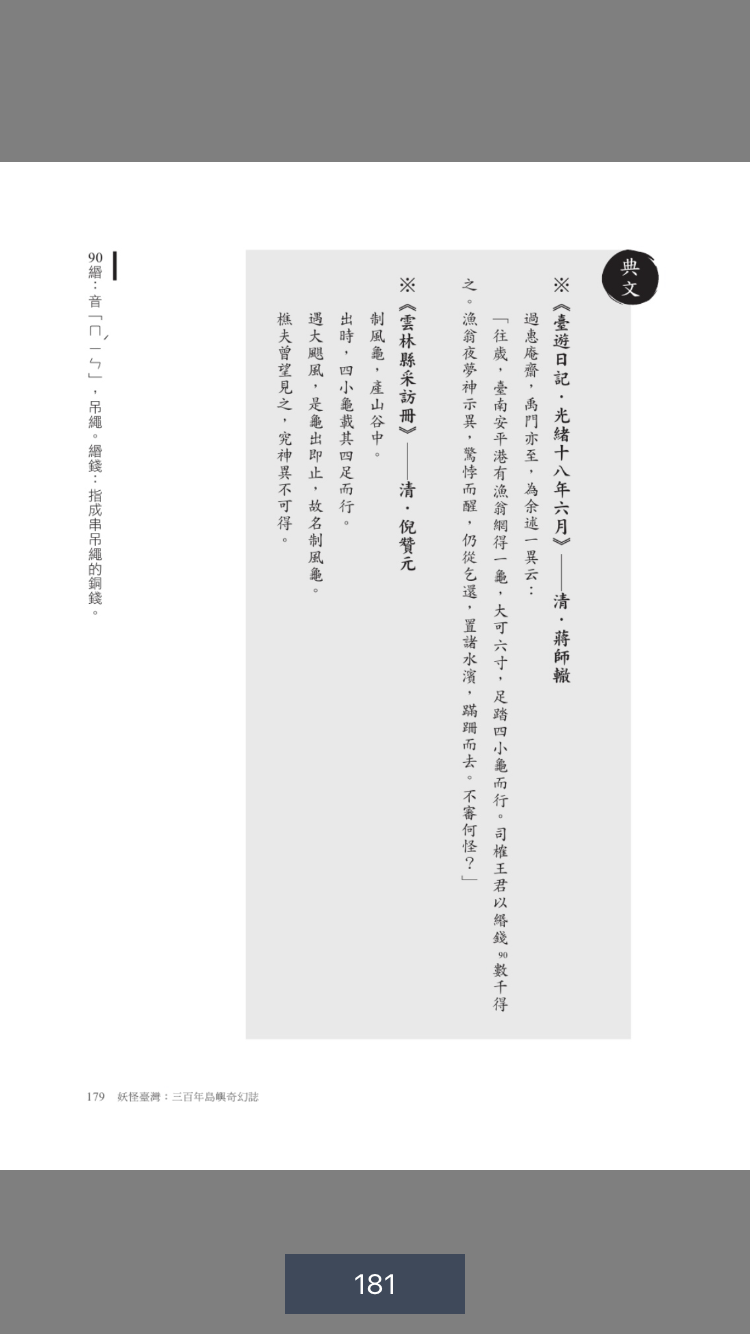 典文
※《臺遊日記．光緒十八年六月》——清．蔣師轍
過惠庵齋，禹門亦至，為余述一異云：
「往歲，臺南安平港有漁翁網得一龜，大可六寸，足踏四小龜而行。司榷王君以緡錢90數千得
之。漁翁夜夢神示異，驚悸而醒，仍從乞還，置諸水濱，蹣跚而去。不審何怪？」
※《雲林縣采訪冊》——清．倪贊元
制風龜，產山谷中。
出時，四小龜載其四足而行。
遇大颶風，是龜出即止，故名制風龜。
樵夫曾望見之，究神異不可得。
90緡：音「ㄇㄧㄣˊ」，吊繩。緡錢：指成串吊繩的銅錢。
179 妖怪臺灣：三百年島嶼奇幻誌
181